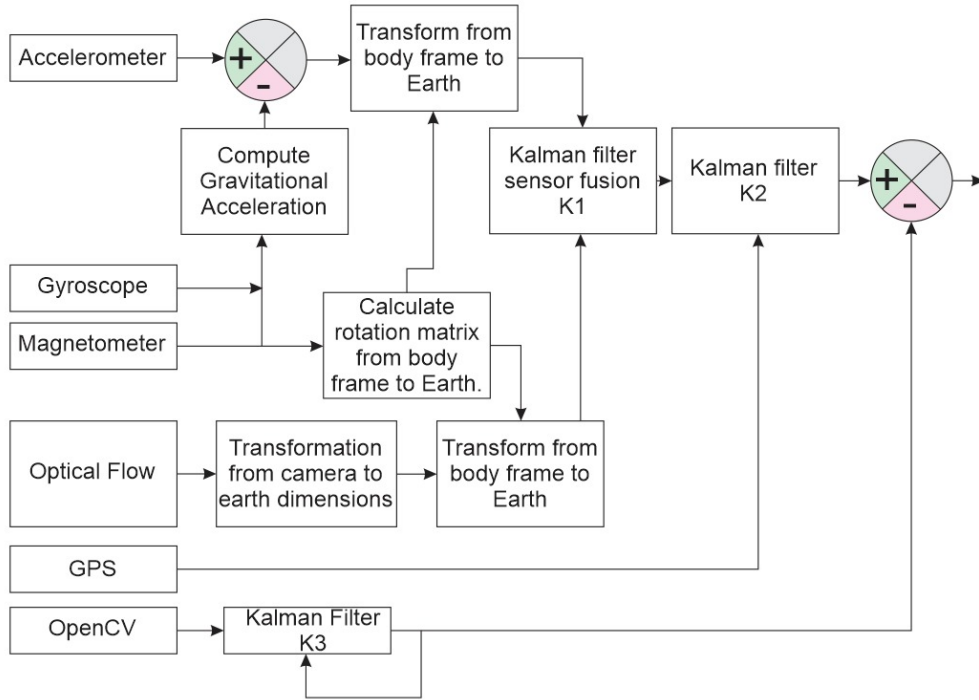 Accelerometer
+
-
Transform from
body frame to
Earth
Compute
Gravitational
Acceleration
Kalman filter
sensor fusion
K1
Kalman filter
K2
+
-
Gyroscope
Magnetometer
Calculate
rotation matrix
from body
frame to Earth.
Optical Flow
Transformation
from camera to
earth dimensions
Transform from
body frame to
Earth
GPS
OpenCV
Kalman Filter
K3